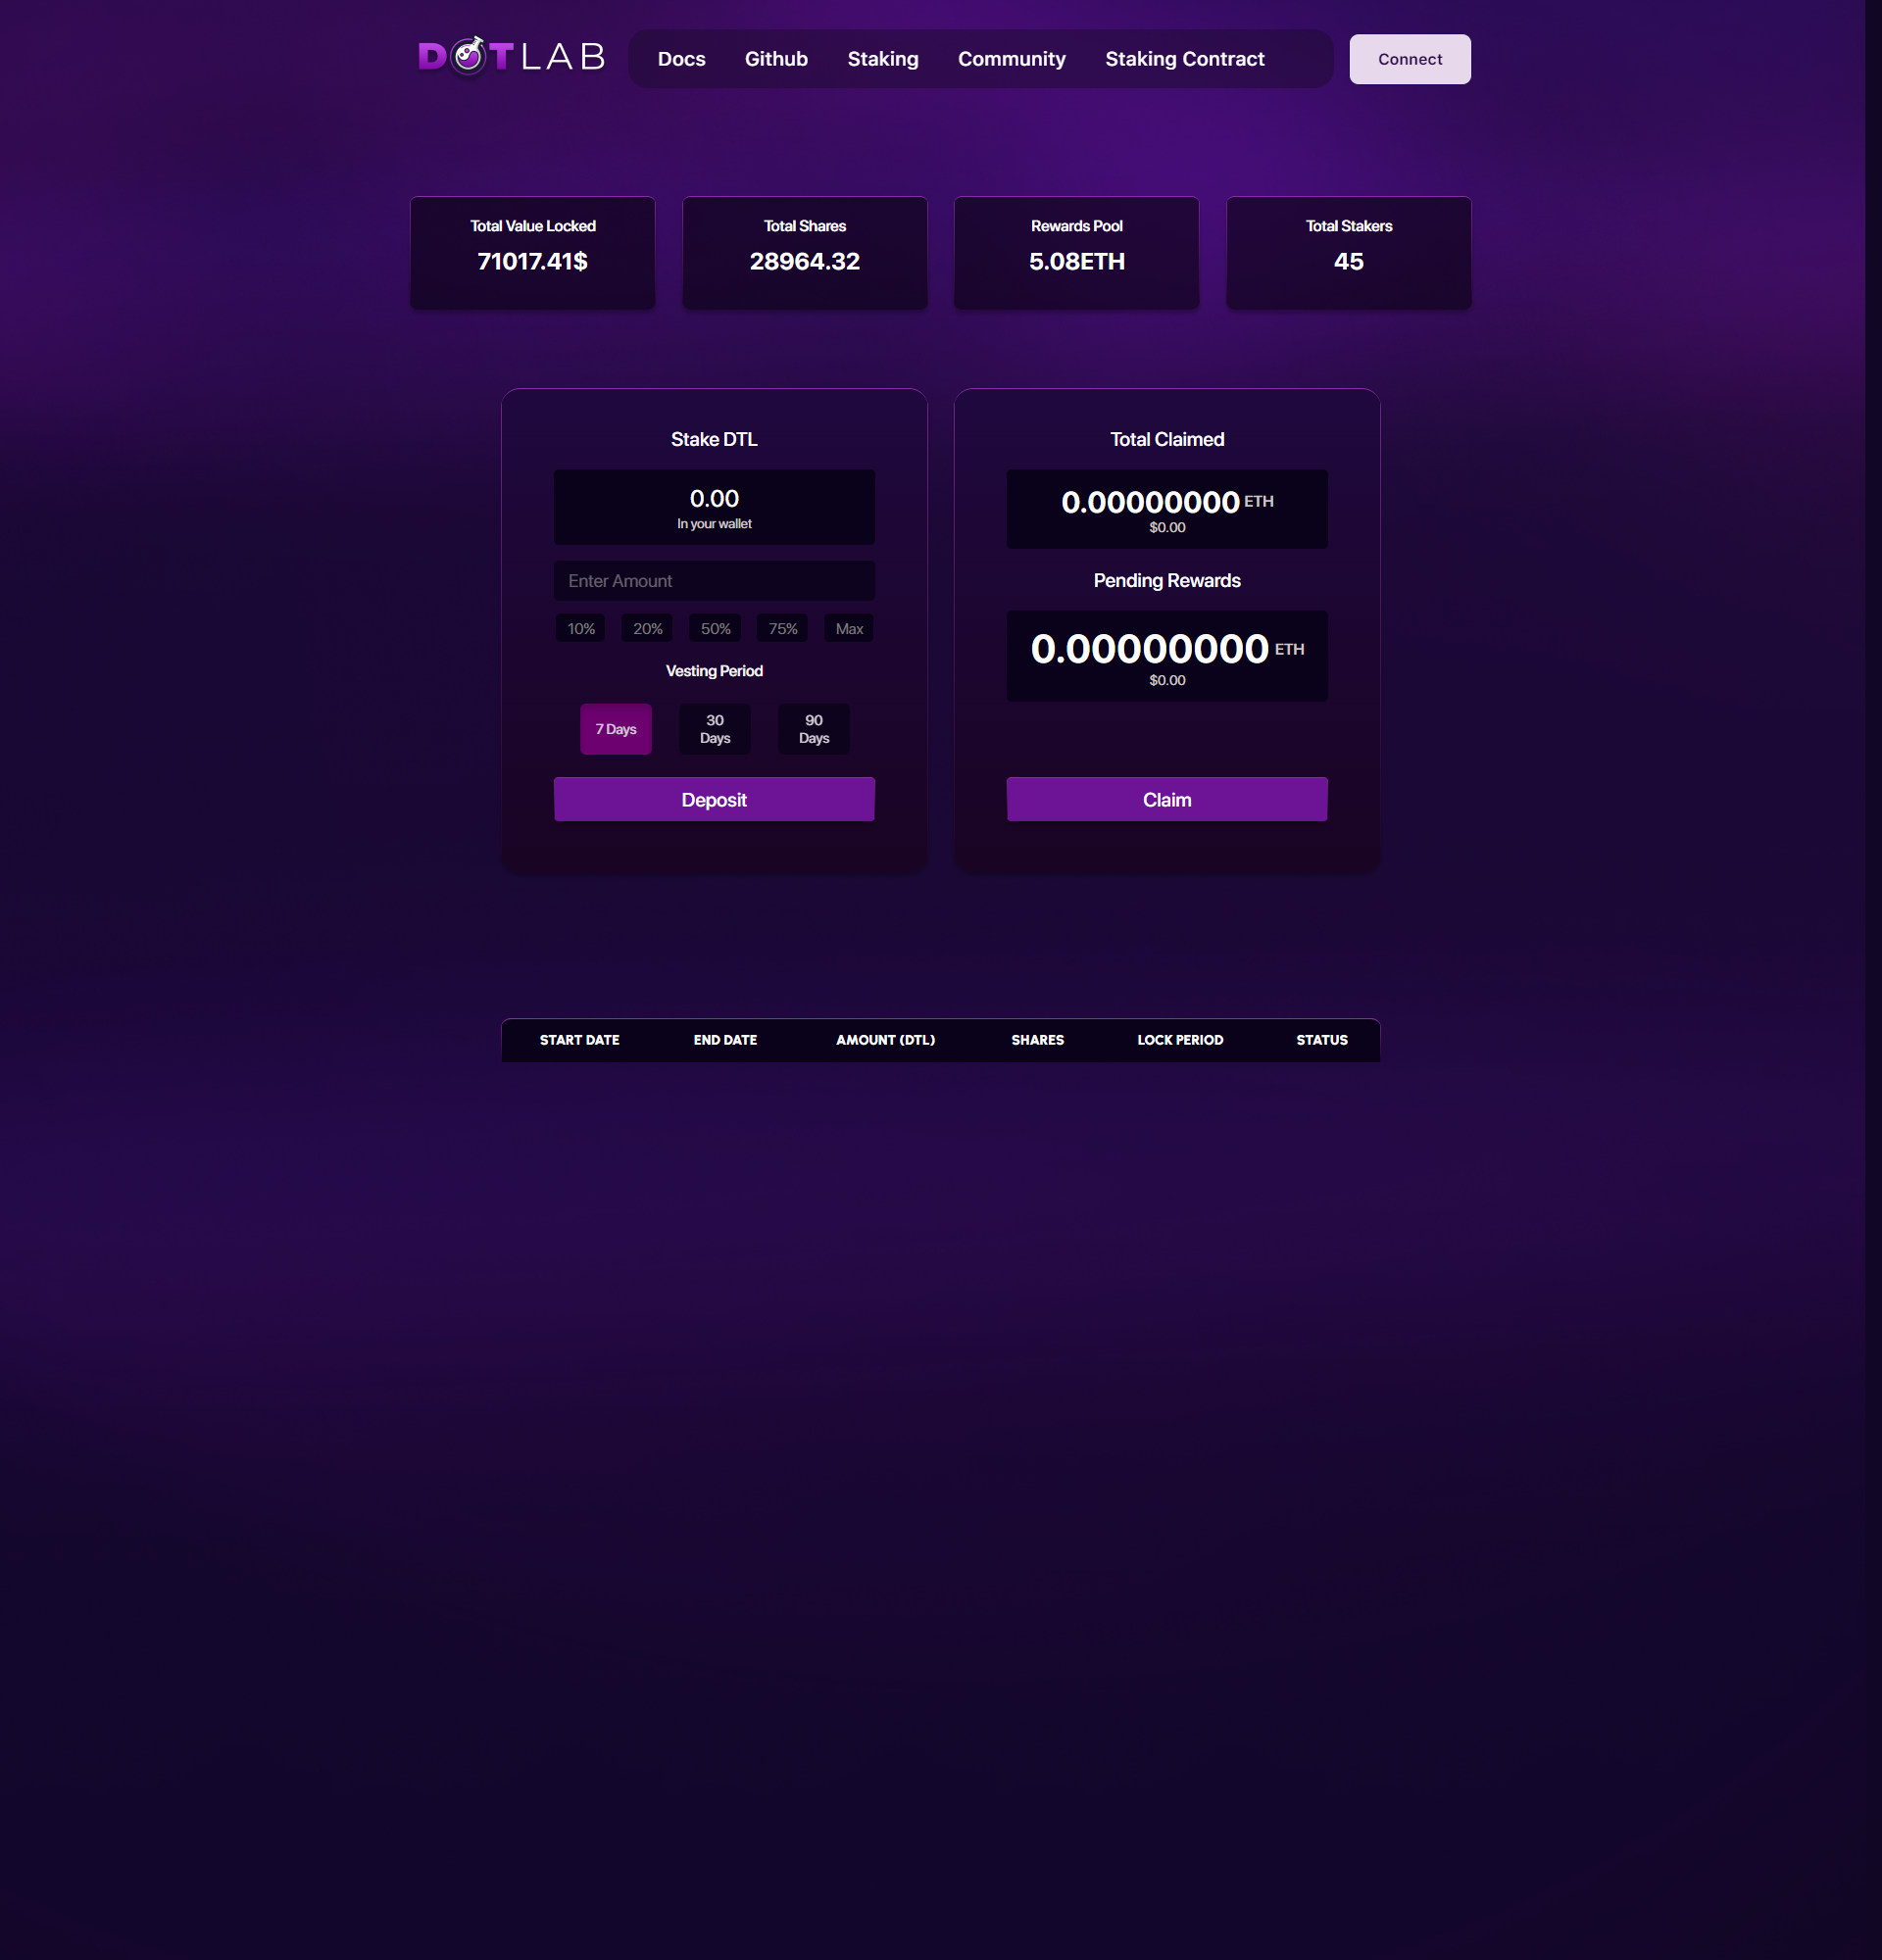 DOTLAB
Docs Github Staking Community Staking Contract
Connect
Total Value Locked
71017.41$
Total Shares
28964.32
Rewards Pool
5.08ETH
Total Stakers
45
Stake DTL
0.00
In your wallet
Enter Amount
10% 20% 50% 75% Max
Vesting Period
7 Days
30
Days
90
Days
Deposit
Total Claimed
0.00000000 ETH
$0.00
Pending Rewards
0.00000000 ETH
$0.00
Claim
START DATE END DATE AMOUNT (DTL) SHARES LOCK PERIOD STATUS